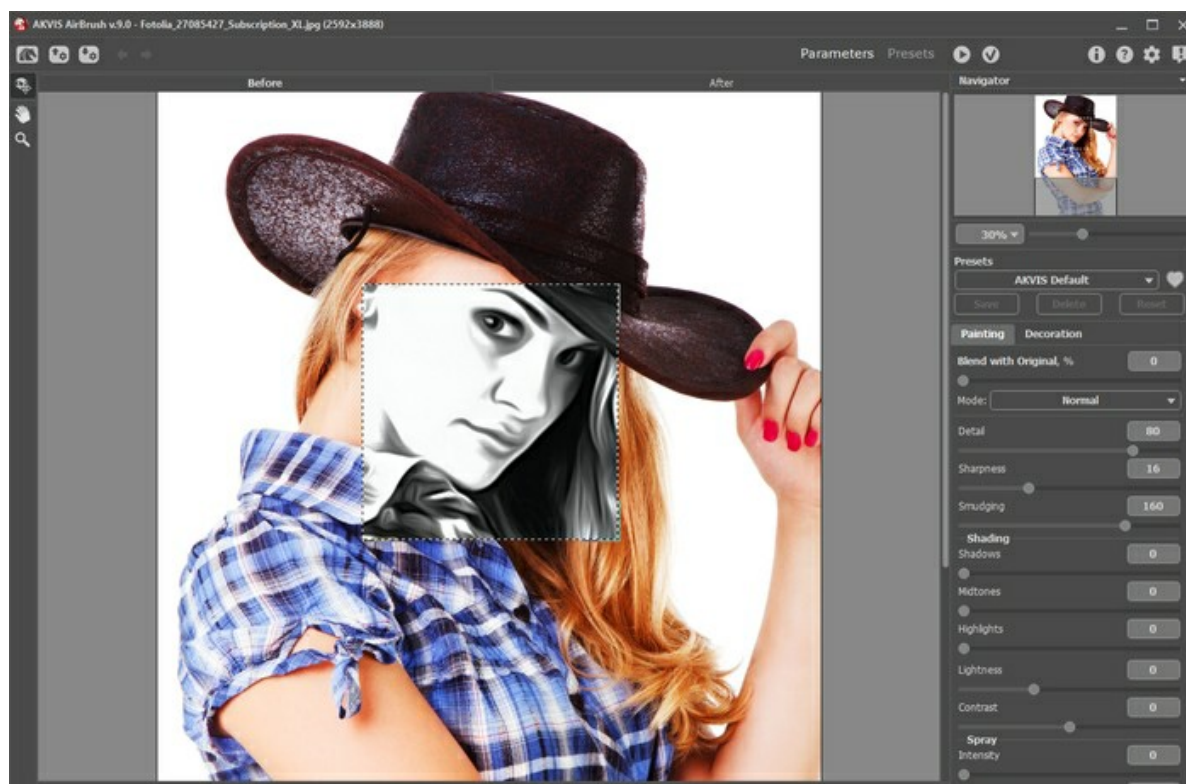 AKVIS AirBrush v.9.0 - Fotolia_27085427_Subscription_XL.jpg (2592x3888)
Parameters Presets
Before After
Navigator
30%
Presets
AKVIS Default
Save Delete Reset
Painting Decoration
Blend with Original, % 0
Mode: Normal
Detail 80
Sharpness 16
Smudging 160
Shading
Shadows 0
Midtones 0
Highlights 0
Lightness 0
Contrast 0
Spray
Intensity 0